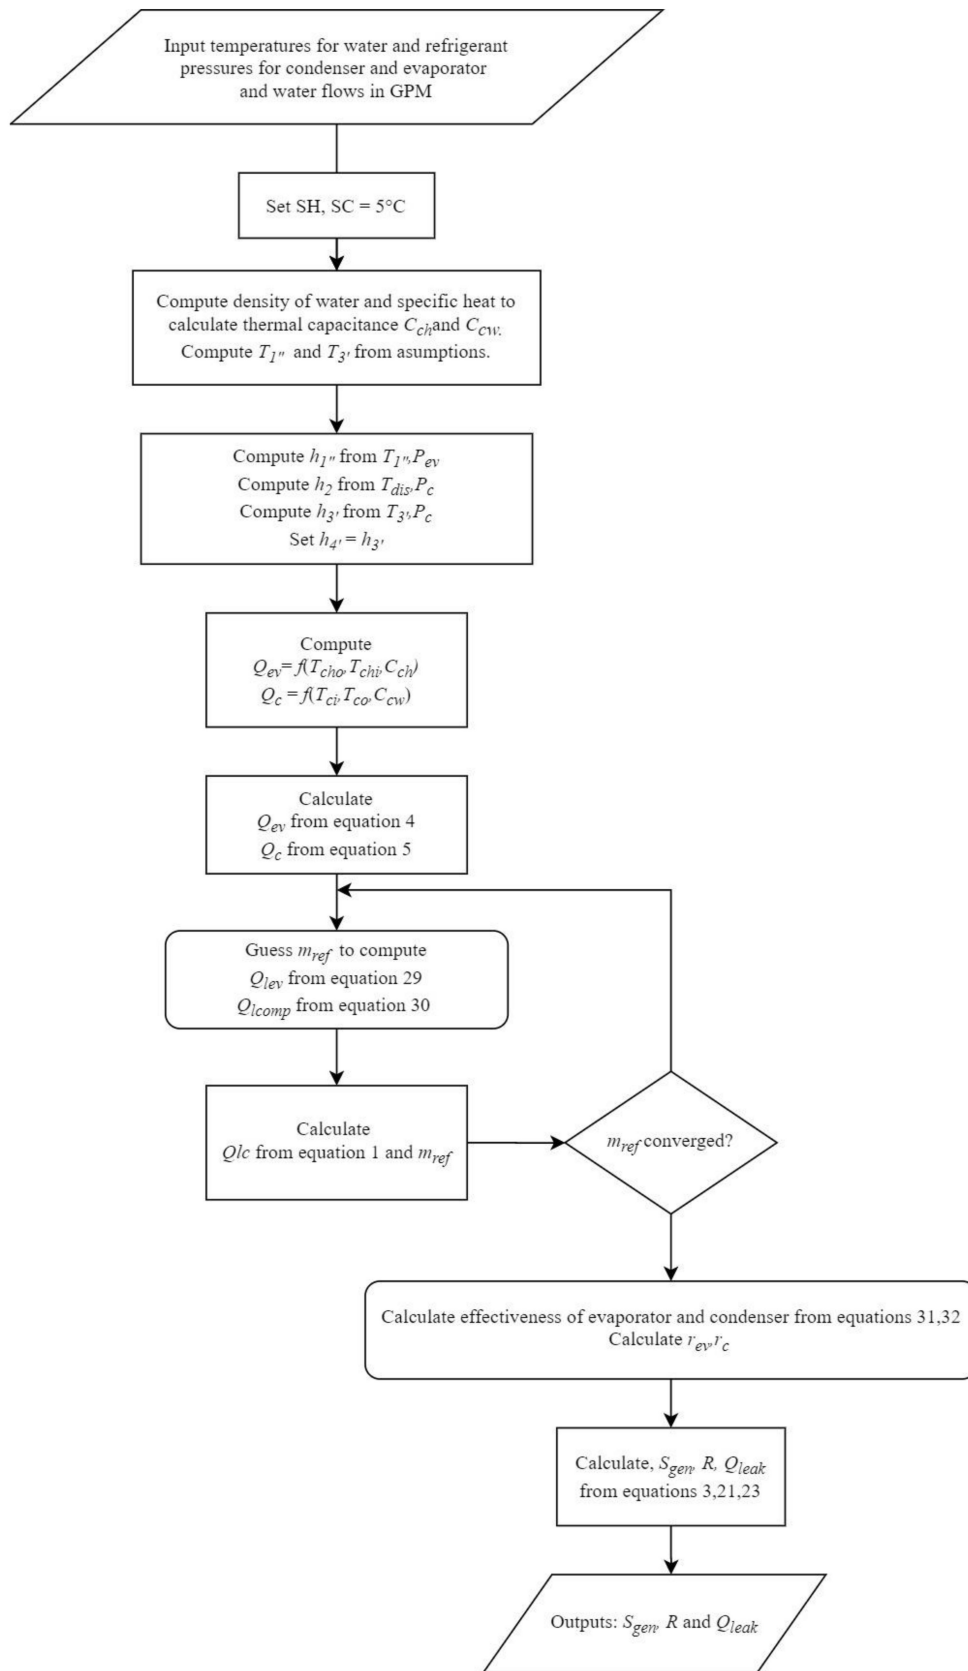 Input temperatures for water and refrigerant
pressures for condenser and evaporator
and water flows in GPM
Set SH, SC = 5°C
Compute density of water and specific heat to
calculate thermal capacitance C_ch and C_cw.
Compute T_1" and T_3' from asumptions.
Compute h_1" from T_1",P_ev
Compute h_2 from T_dis,P_c
Compute h_3' from T_3',P_c
Set h_4' = h_3'
Compute
Q_ev= f(T_cho,T_chi,C_ch)
Q_c = f(T_ci,T_co,C_cw)
Calculate
Q_ev from equation 4
Q_c from equation 5
Guess m_ref to compute
Q_lev from equation 29
Q_lcomp from equation 30
Calculate
Qlc from equation 1 and m_ref
m_ref converged?
Calculate effectiveness of evaporator and condenser from equations 31,32
Calculate r_ev,r_c
Calculate, S_gen, R, Q_leak
from equations 3,21,23
Outputs: S_gen, R and Q_leak